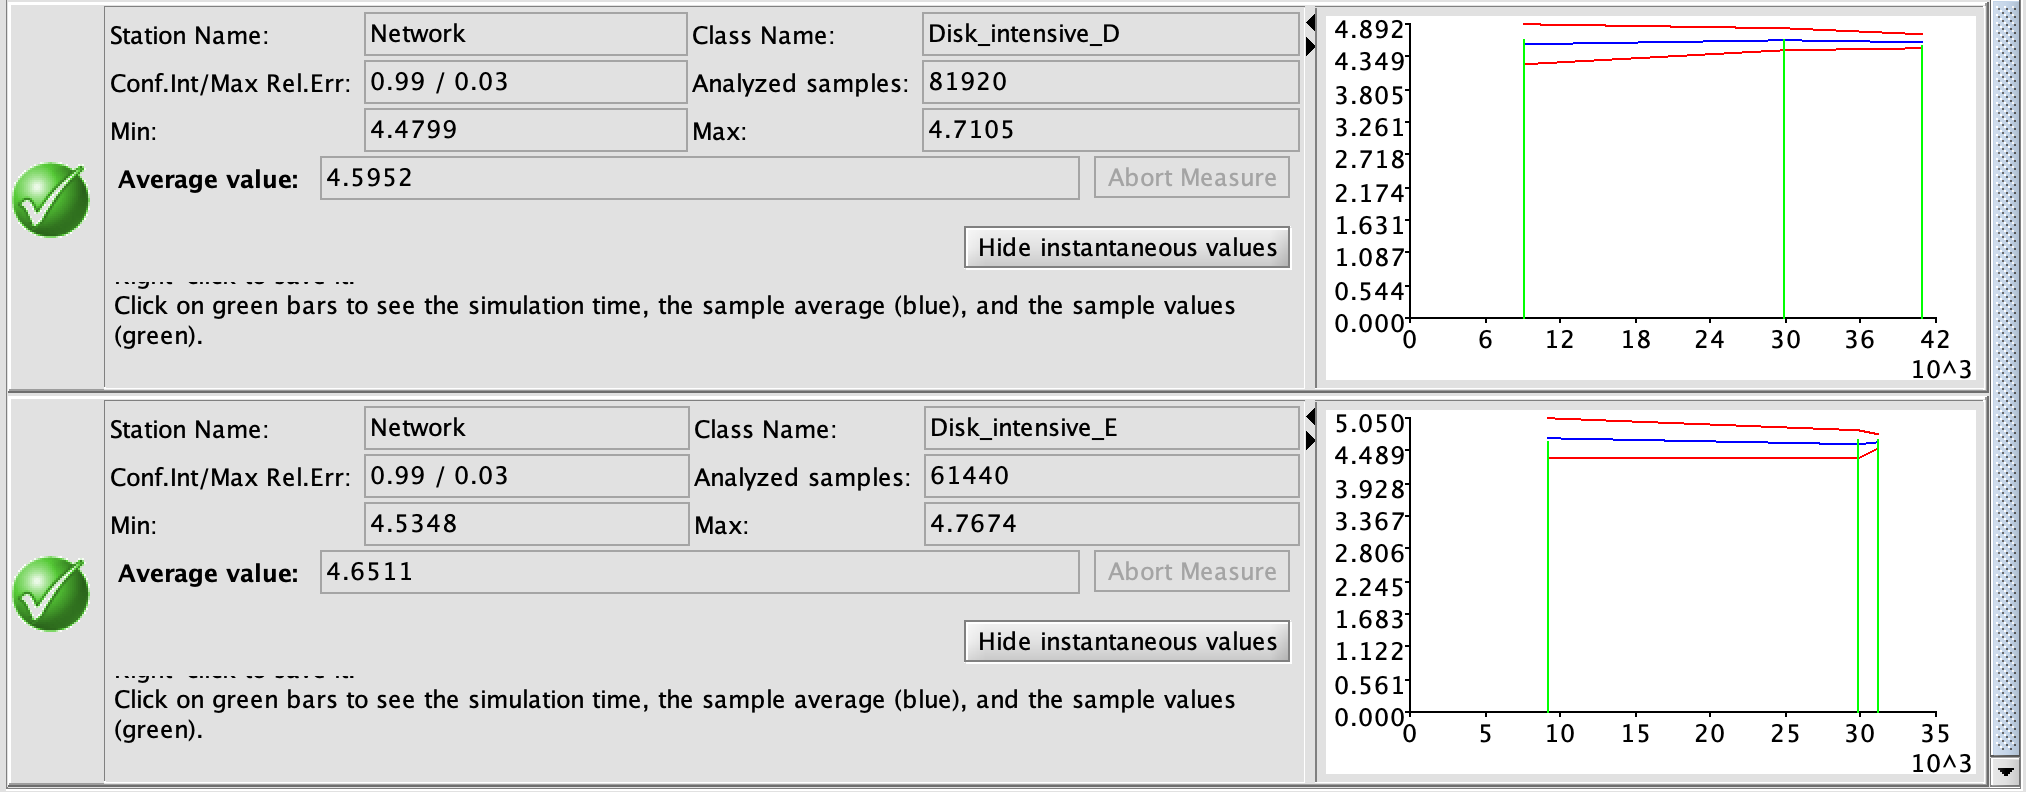 Station Name: Network Class Name: Disk_intensive_D
Conf.Int/Max Rel.Err: 0.99 / 0.03 Analyzed samples: 81920
Min: 4.4799 Max: 4.7105
Average value: 4.5952 Abort Measure
Hide instantaneous values
Click on green bars to see the simulation time, the sample average (blue), and the sample values
(green).
4.892
4.349
3.805
3.261
2.718
2.174
1.631
1.087
0.544
0.000
0 6 12 18 24 30 36 42
10^3
Station Name: Network Class Name: Disk_intensive_E
Conf.Int/Max Rel.Err: 0.99 / 0.03 Analyzed samples: 61440
Min: 4.5348 Max: 4.7674
Average value: 4.6511 Abort Measure
Hide instantaneous values
Click on green bars to see the simulation time, the sample average (blue), and the sample values
(green).
5.050
4.489
3.928
3.367
2.806
2.245
1.683
1.122
0.561
0.000
0 5 10 15 20 25 30 35
10^3